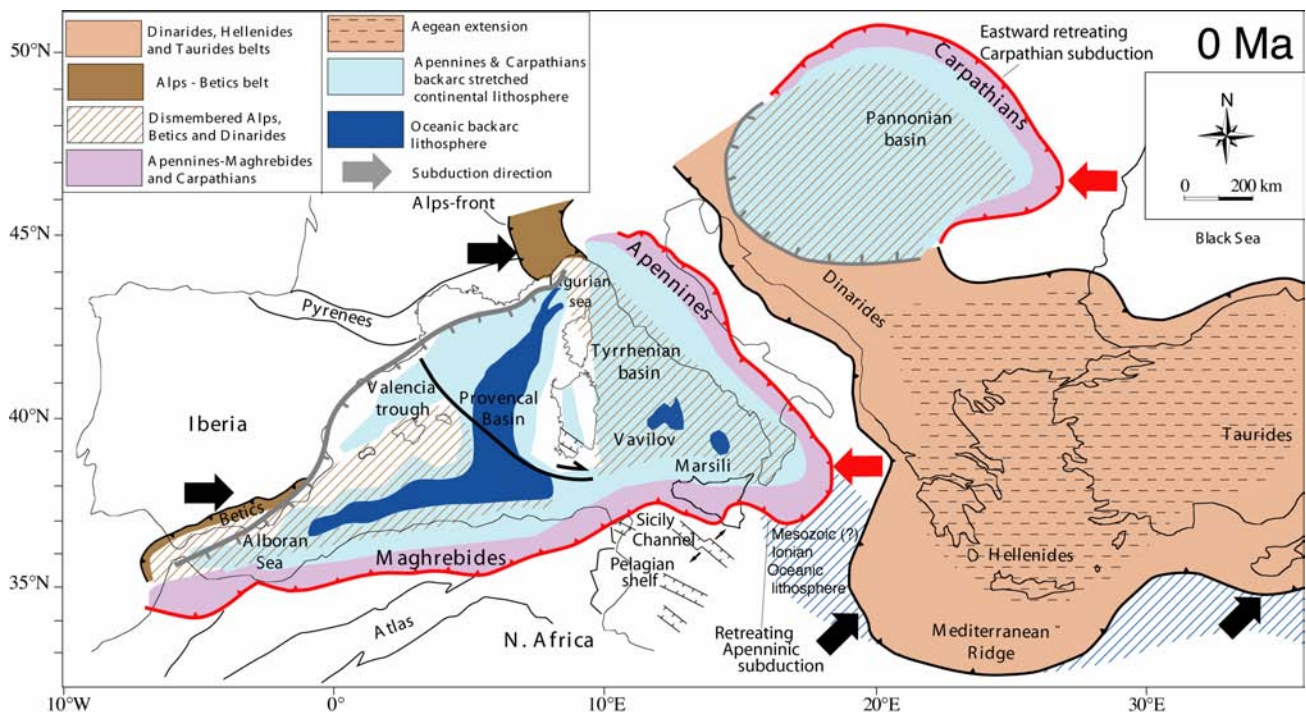 Dinarides, Hellenides
and Taurides belts
Alps - Betics belt
Dismembered Alps,
Betics and Dinarides
Apennines-Maghrebides
and Carpathians
Aegean extension
Apennines & Carpathians
backarc stretched
continental lithosphere
Oceanic backarc
lithosphere
Subduction direction
Eastward retreating
Carpathian subduction
0 Ma
N
0 200 km
50°N
45°N
40°N
35°N
Carpathians
Pannonian
basin
Alps-front
Black Sea
Apennines
Dinarides
Pyrenees
igurian
sea
Tyrrhenian
basin
Valencia
trough
Provencal
Basin
Iberia
Vavilov
Marsili
Taurides
Betics
Alboran
Sea
Maghrebides
Sicily
Channel
Pelagian
shelf
Mesozoic (?)
Ionian
Oceanic
lithosphere
Hellenides
Atlas
N. Africa
Retreating
Apenninic
subduction
Mediterranean
Ridge
10°W
0°
10°E
20°E
30°E